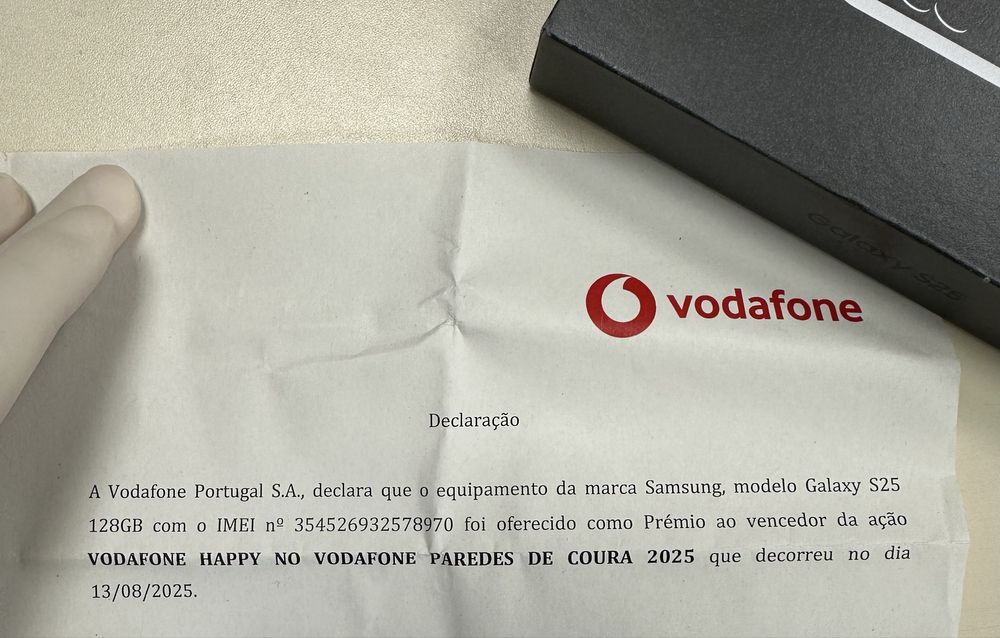 Galaxy S25
vodafone
Declaração
A Vodafone Portugal S.A., declara que o equipamento da marca Samsung, modelo Galaxy S25
128GB com o IMEI nº 354526932578970 foi oferecido como Prémio ao vencedor da ação
VODAFONE HAPPY NO VODAFONE PAREDES DE COURA 2025 que decorreu no dia
13/08/2025.